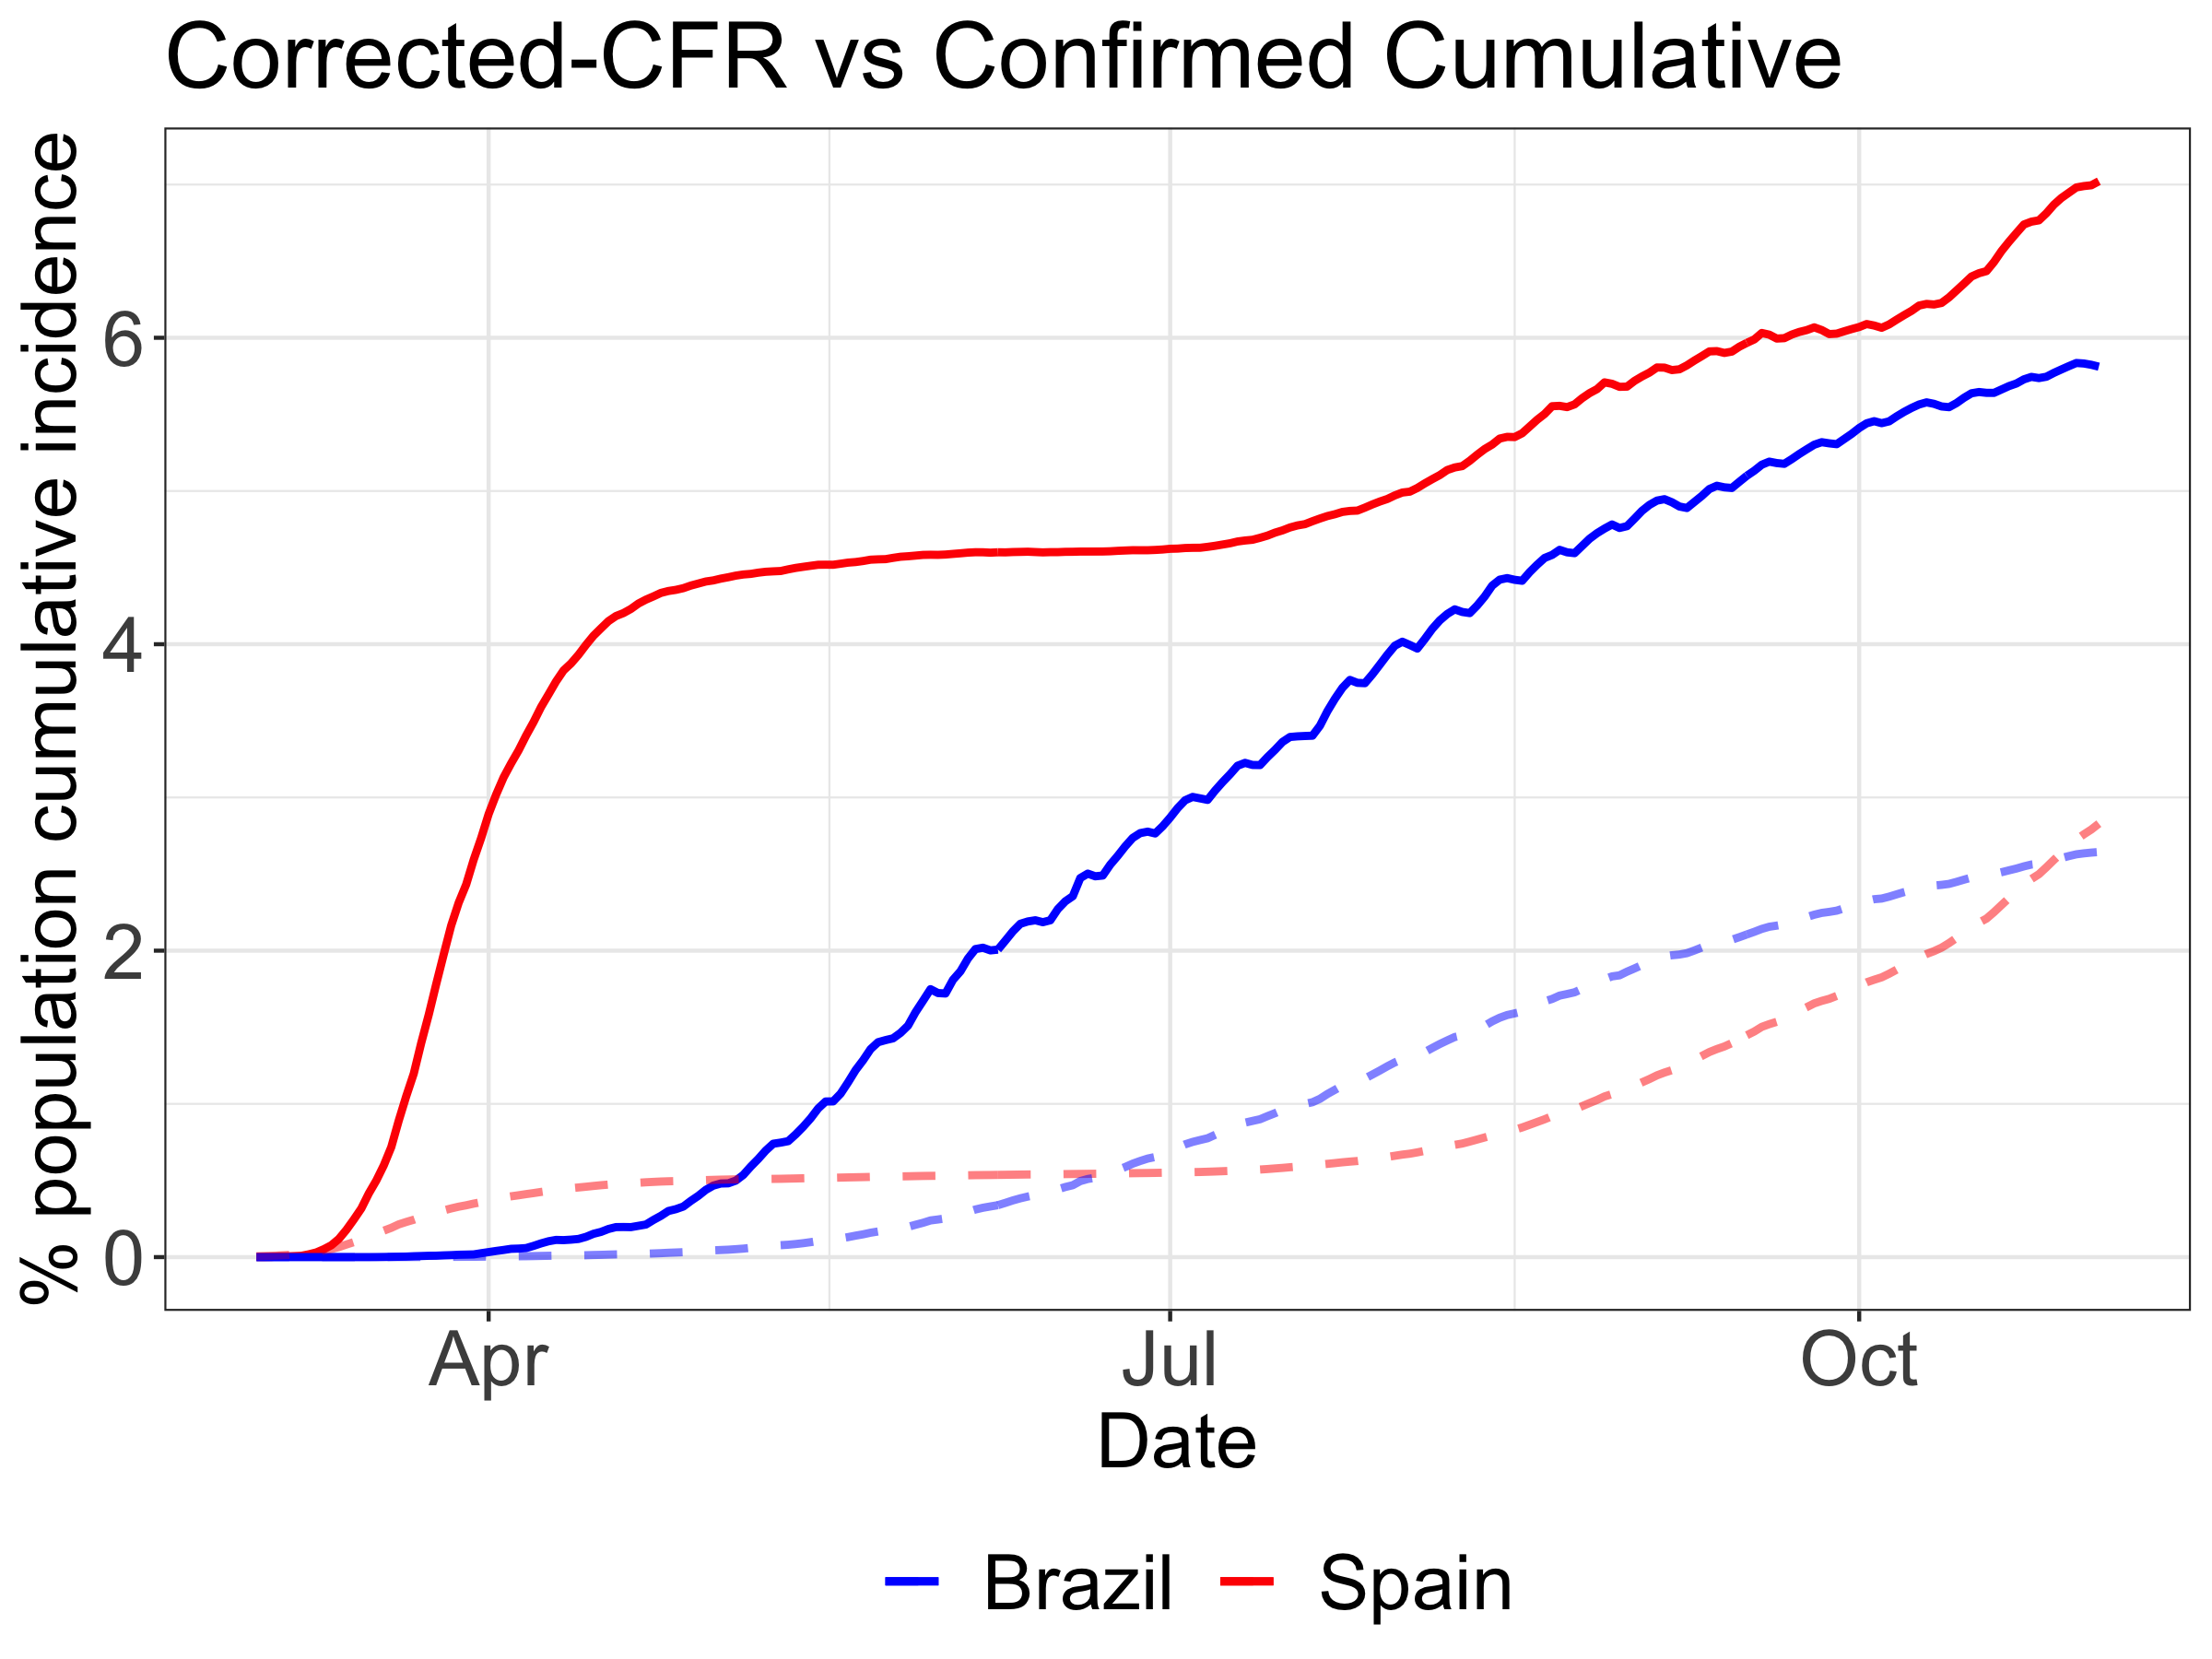 Corrected-CFR vs Confirmed Cumulative
% population cumulative incidence
6
4
2
0
Apr Jul Oct
Date
Brazil Spain